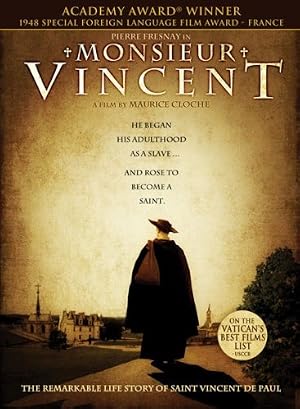 ACADEMY AWARD® WINNER
1948 SPECIAL FOREIGN LANGUAGE FILM AWARD - FRANCE
PIERRE FRESNAY IN
MONSIEUR
VINCENT
A FILM BY MAURICE CLOCHE
HE BEGAN
HIS ADULTHOOD
AS A SLAVE ...
AND ROSE TO
BECOME A
SAINT.
ON THE
VATICAN'S
BEST FILMS
LIST
- USCCB
THE REMARKABLE LIFE STORY OF SAINT VINCENT DE PAUL